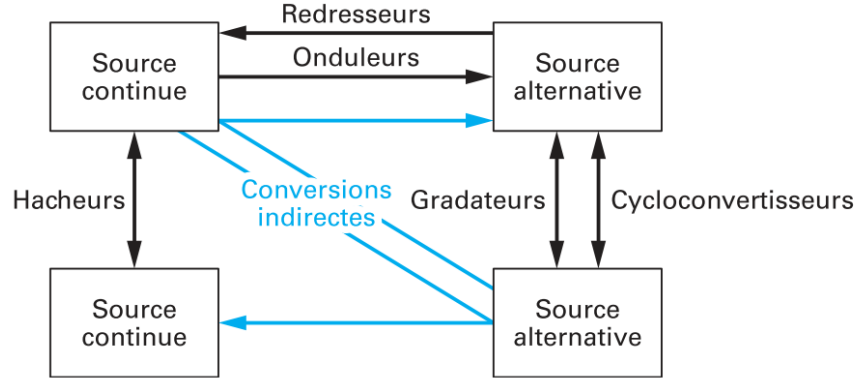 Redresseurs
Source
continue
Onduleurs
Source
alternative
Hacheurs
Conversions
indirectes
Gradateurs
Cycloconvertisseurs
Source
continue
Source
alternative